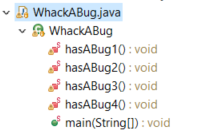 WhackABug.java
WhackABug
hasABug1() : void
hasABug2() : void
hasABug3() : void
hasABug4() : void
main(String[]) : void